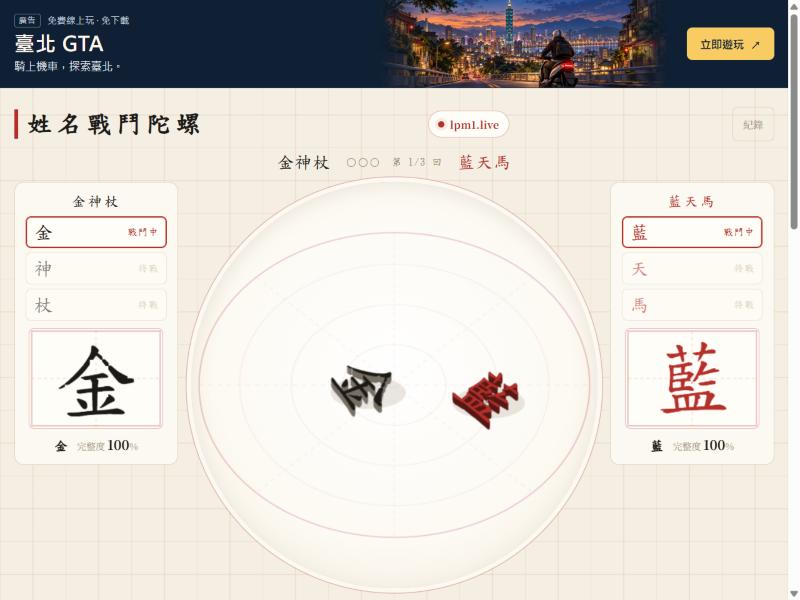 廣告 免費線上玩·免下載
臺北 GTA
騎上機車，探索臺北。
立即遊玩 ↗
姓名戰鬥陀螺
lpm1.live
紀錄
金神杖 ○○○ 第 1/3 回 藍天馬
金神杖
金 戰鬥中
神 待戰
杖 待戰
金
金 完整度 100%
金
藍
藍天馬
藍 戰鬥中
天 待戰
馬 待戰
藍
藍 完整度 100%